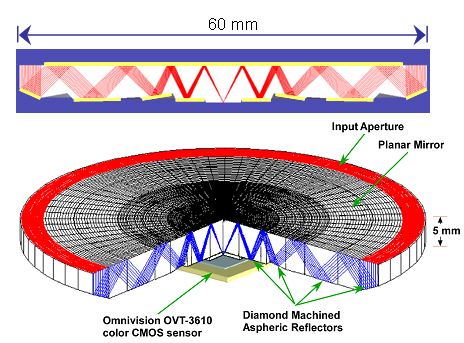 60 mm
Input Aperture
Planar Mirror
5 mm
Omnivision OVT-3610
color CMOS sensor
Diamond Machined
Aspheric Reflectors